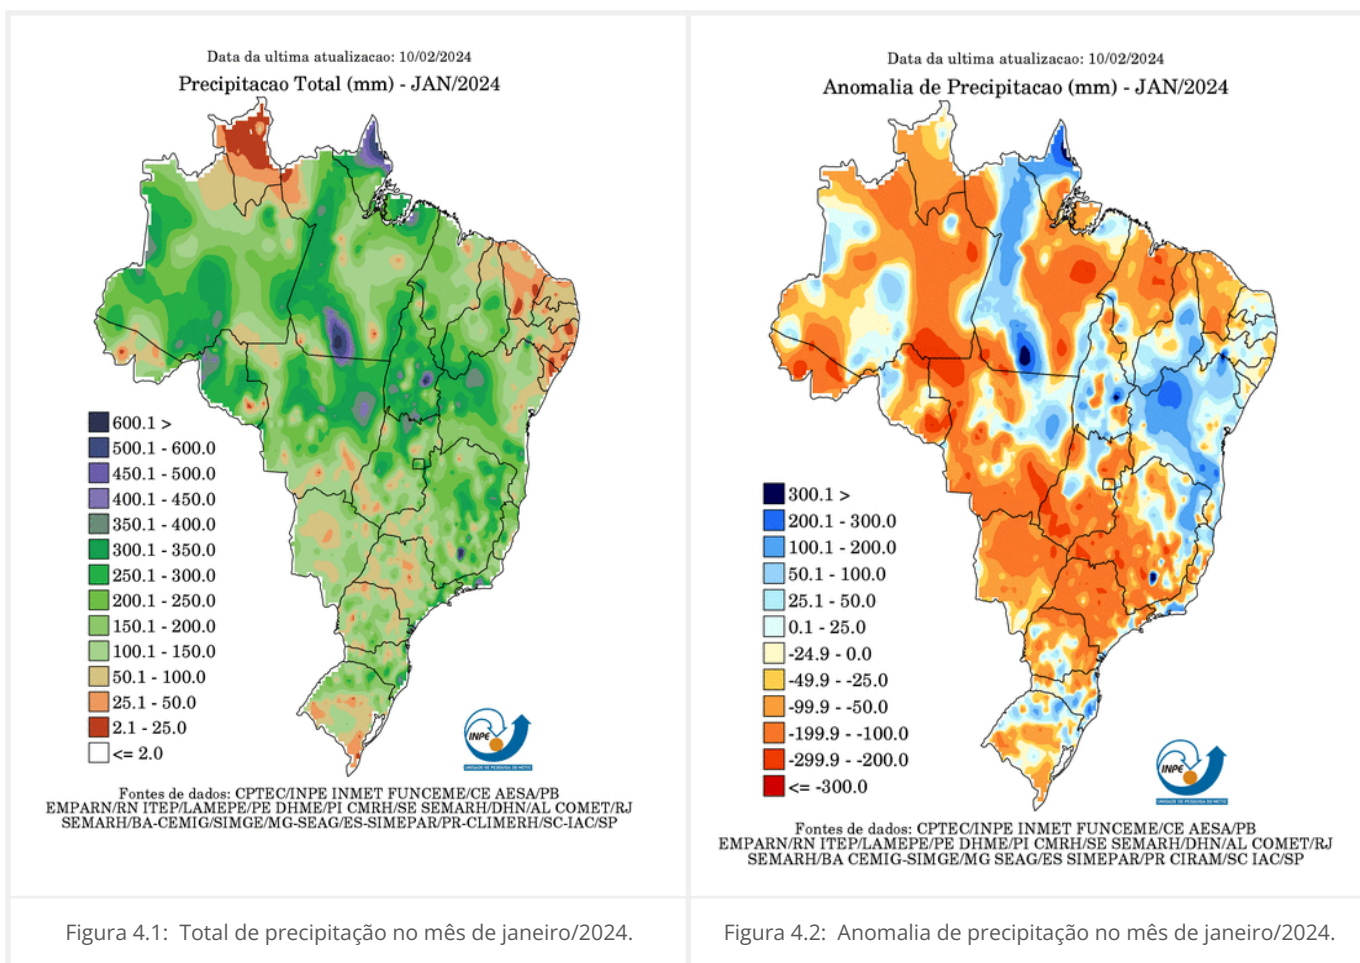 Data da ultima atualizacao: 10/02/2024
Precipitacao Total (mm) - JAN/2024
600.1 >
500.1 - 600.0
450.1 - 500.0
400.1 - 450.0
350.1 - 400.0
300.1 - 350.0
250.1 - 300.0
200.1 - 250.0
150.1 - 200.0
100.1 - 150.0
50.1 - 100.0
25.1 - 50.0
2.1 - 25.0
<= 2.0
INPE
Fontes de dados: CPTEC/INPE INMET FUNCEME/CE AESA/PB
EMPARN/RN ITEP/LAMEPE/PE DHME/PI CMRH/SE SEMARH/DHN/AL COMET/RJ
SEMARH/BA-CEMIG/SIMGE/MG-SEAG/ES-SIMEPAR/PR-CLIMERH/SC-IAC/SP
Figura 4.1: Total de precipitação no mês de janeiro/2024.
Data da ultima atualizacao: 10/02/2024
Anomalia de Precipitacao (mm) - JAN/2024
300.1 >
200.1 - 300.0
100.1 - 200.0
50.1 - 100.0
25.1 - 50.0
0.1 - 25.0
-24.9 - 0.0
-49.9 - -25.0
-99.9 - -50.0
-199.9 - -100.0
-299.9 - -200.0
<= -300.0
INPE
Fontes de dados: CPTEC/INPE INMET FUNCEME/CE AESA/PB
EMPARN/RN ITEP/LAMEPE/PE DHME/PI CMRH/SE SEMARH/DHN/AL COMET/RJ
SEMARH/BA CEMIG-SIMGE/MG SEAG/ES SIMEPAR/PR CIRAM/SC IAC/SP
Figura 4.2: Anomalia de precipitação no mês de janeiro/2024.